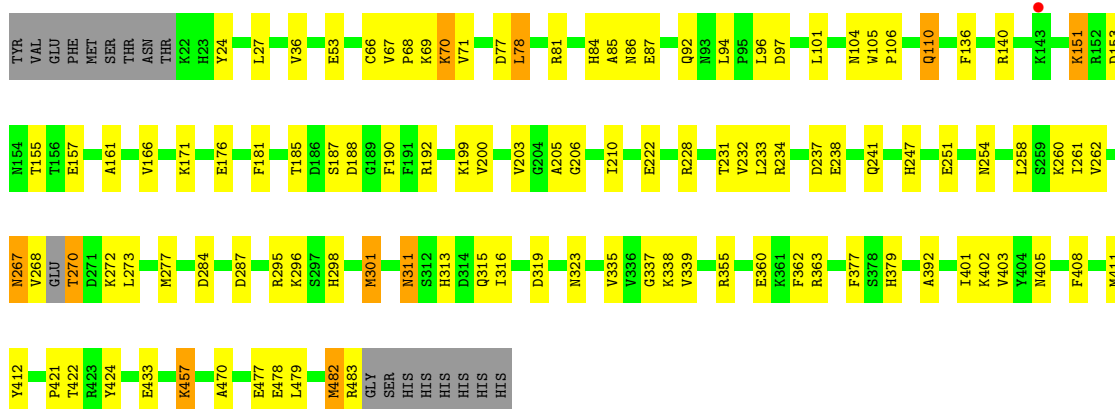 TYR VAL GLU PHE MET SER THR ASN THR K22 H23 Y24 L27 V36 E53 C66 V67 P68 K69 K70 V71 D77 L78 R81 H84 A85 N86 E87 Q92 N93 L94 P95 L96 D97 L101 N104 W105 P106 Q110 F136 R140 K143 K151 R152 D153
N154 T155 T156 E157 A161 V166 K171 E176 F181 T185 D186 S187 D188 G189 F190 F191 R192 K199 V200 V203 G204 A205 G206 I210 E222 R228 T231 V232 L233 R234 D237 E238 Q241 H247 E251 N254 L258 S259 K260 I261 V262
N267 V268 GLU T270 D271 K272 L273 M277 D284 D287 R295 K296 S297 H298 M301 N311 S312 H313 D314 Q315 I316 D319 N323 V335 V336 G337 K338 V339 R355 E360 K361 F362 R363 F377 S378 H379 A392 I401 K402 V403 Y404 N405 F408 M411
Y412 P421 T422 R423 Y424 E433 K457 A470 E477 E478 L479 M482 R483 GLY SER HIS HIS HIS HIS HIS HIS